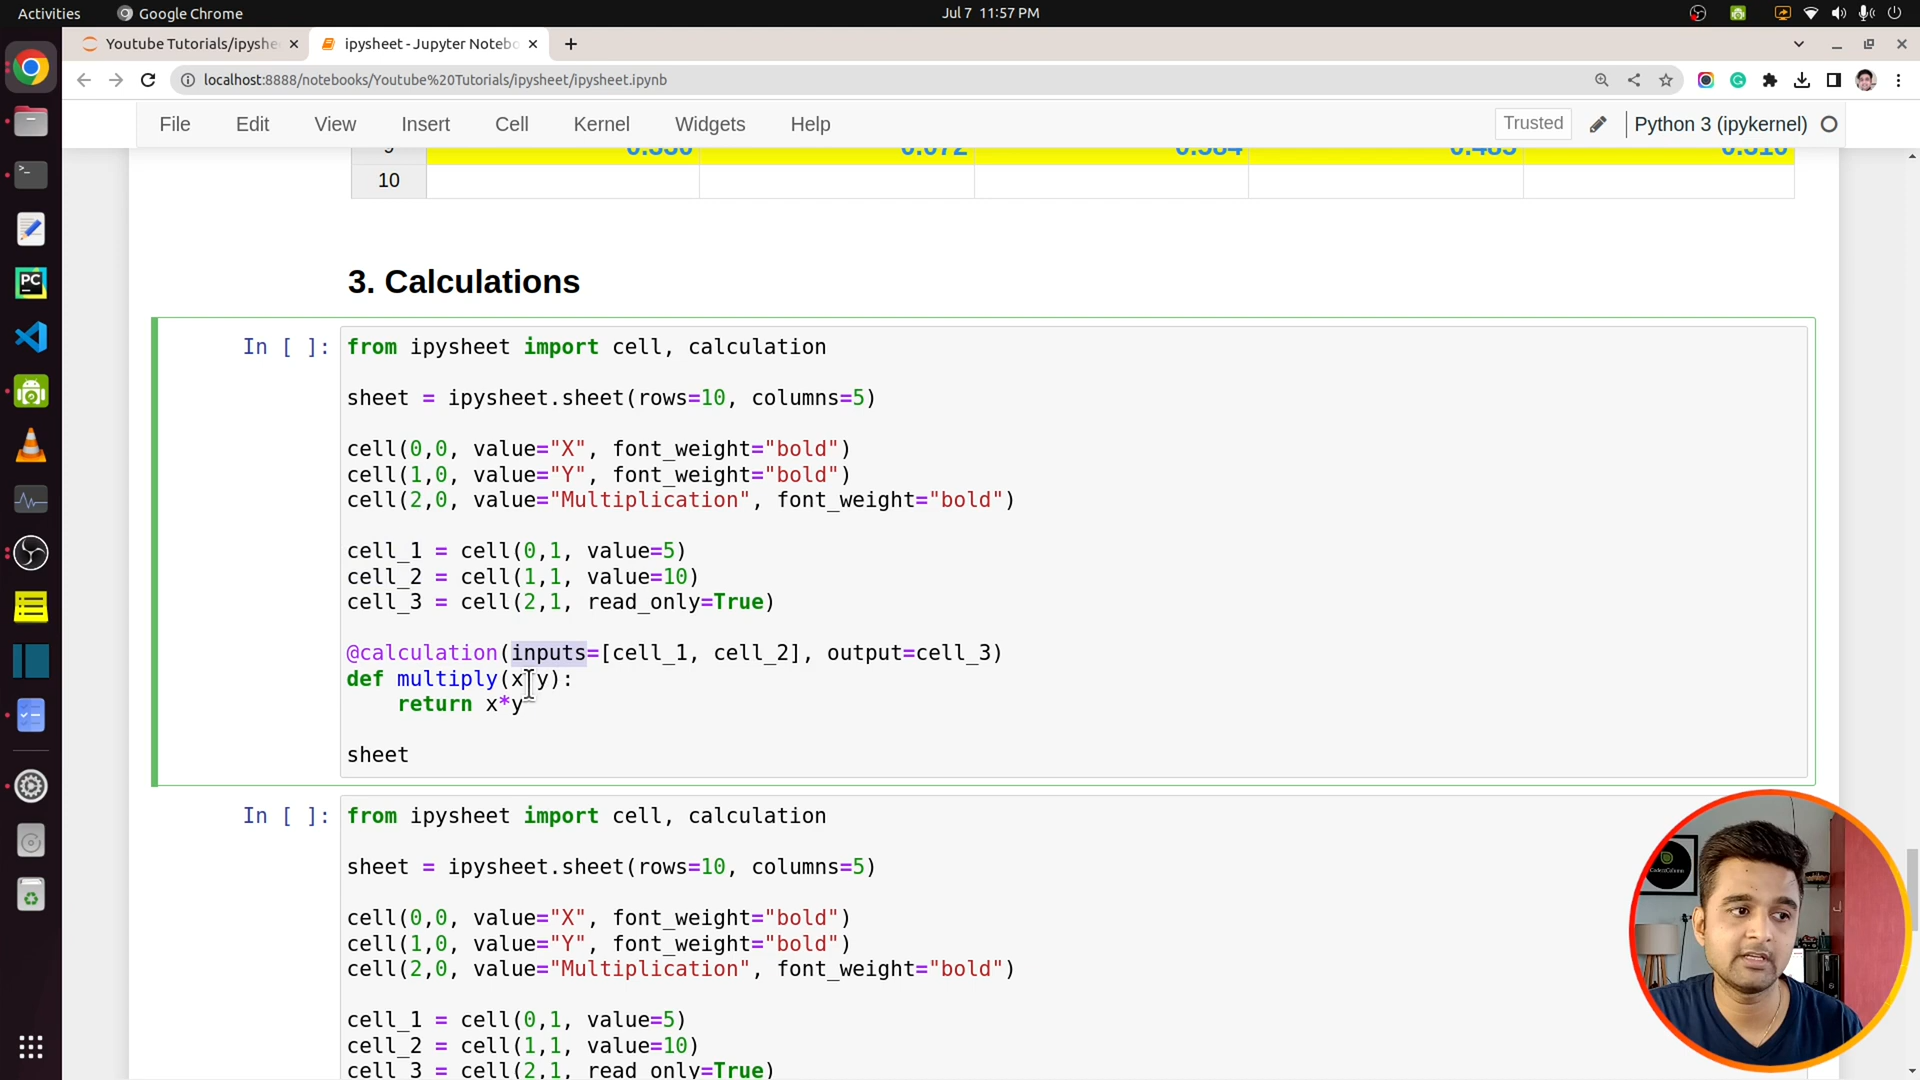 Activities
Google Chrome
Jul 7 11:57 PM
Youtube Tutorials/ipyshe
ipysheet - Jupyter Notebo
localhost:8888/notebooks/Youtube%20Tutorials/ipysheet/ipysheet.ipynb
File Edit View Insert Cell Kernel Widgets Help
Trusted
Python 3 (ipykernel)
10
3. Calculations
In [ ]:
from ipysheet import cell, calculation
sheet = ipysheet.sheet(rows=10, columns=5)
cell(0,0, value="X", font_weight="bold")
cell(1,0, value="Y", font_weight="bold")
cell(2,0, value="Multiplication", font_weight="bold")
cell_1 = cell(0,1, value=5)
cell_2 = cell(1,1, value=10)
cell_3 = cell(2,1, read_only=True)
@calculation(inputs=[cell_1, cell_2], output=cell_3)
def multiply(x,y):
return x*y
sheet
In [ ]:
from ipysheet import cell, calculation
sheet = ipysheet.sheet(rows=10, columns=5)
cell(0,0, value="X", font_weight="bold")
cell(1,0, value="Y", font_weight="bold")
cell(2,0, value="Multiplication", font_weight="bold")
cell_1 = cell(0,1, value=5)
cell_2 = cell(1,1, value=10)
cell_3 = cell(2,1, read_only=True)